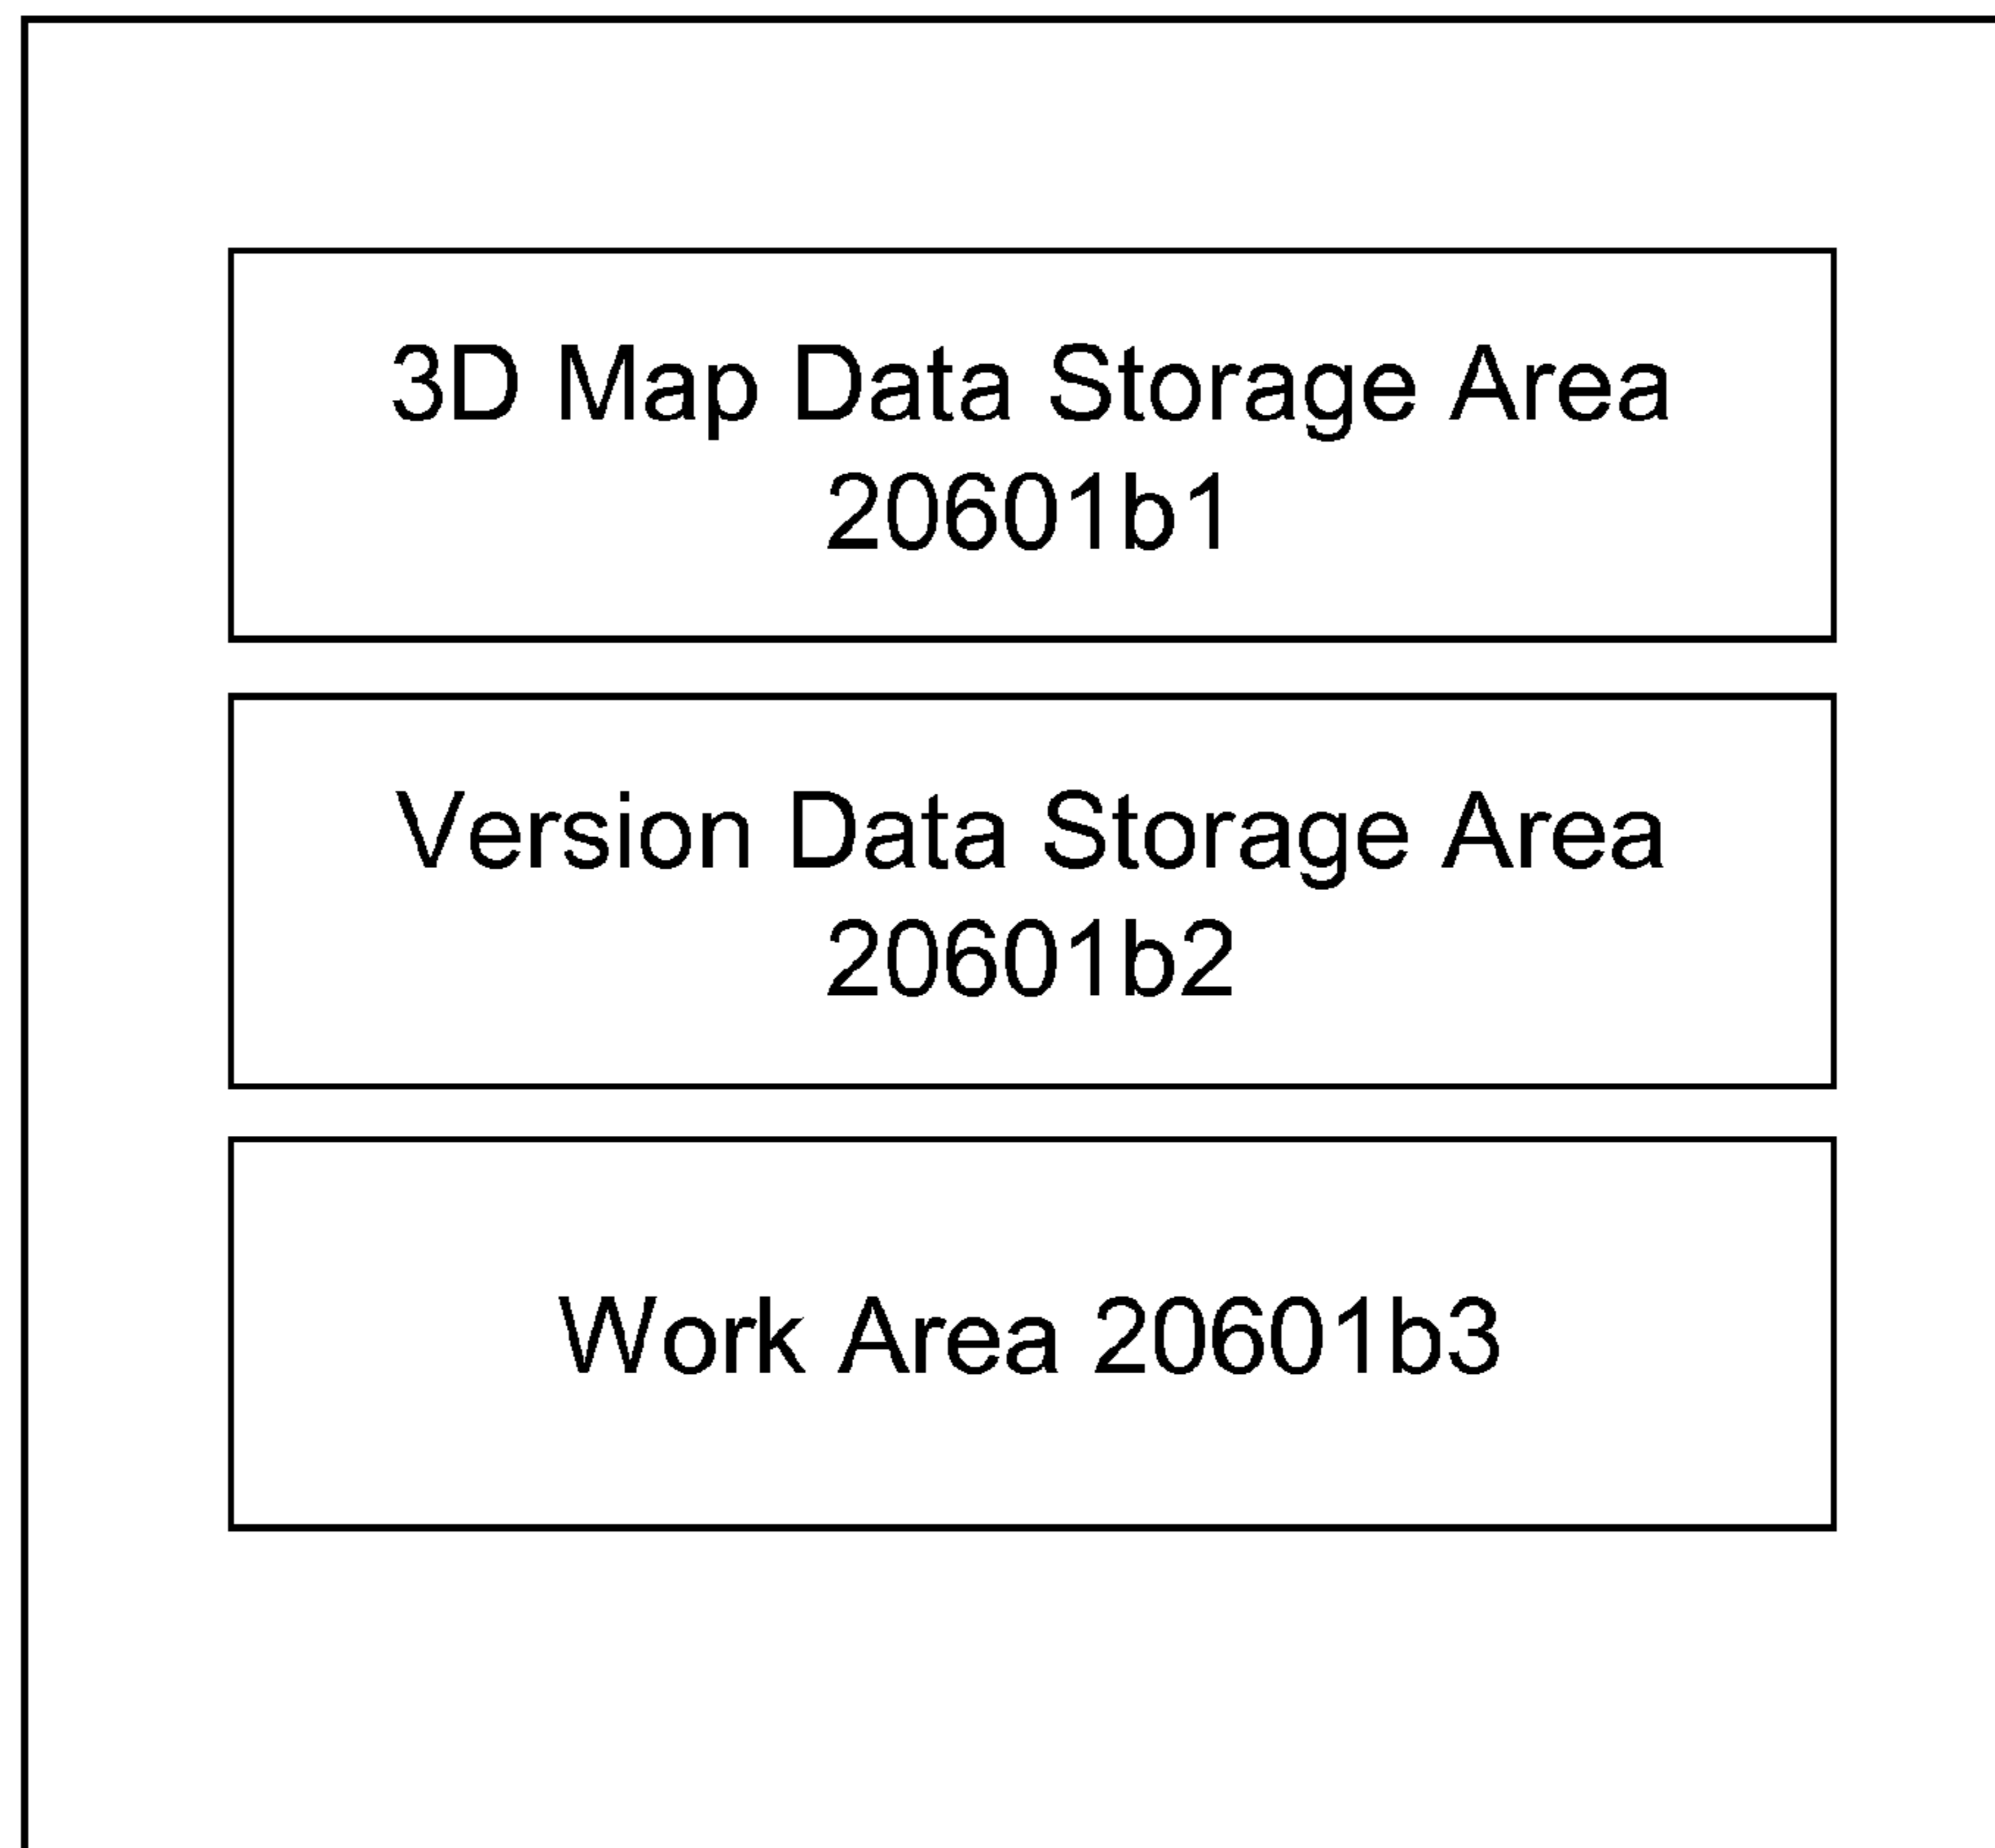 3D Map Data Storage Area
20601b1
Version Data Storage Area
20601b2
Work Area 20601b3